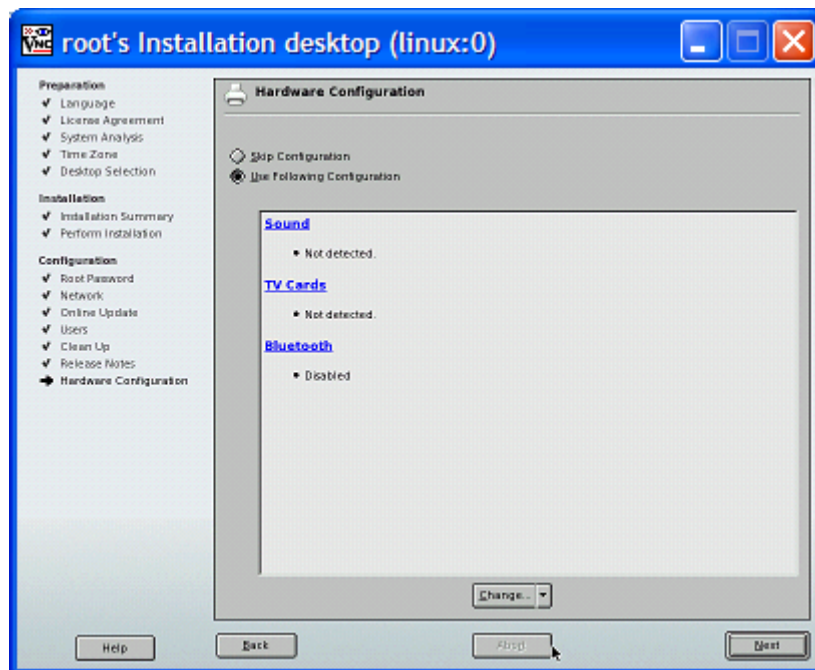 VNC root's Installation desktop (linux:0)
Preparation
Language
License Agreement
System Analysis
Time Zone
Desktop Selection
Installation
Installation Summary
Perform Installation
Configuration
Root Password
Network
Online Update
Users
Clean Up
Release Notes
Hardware Configuration
Hardware Configuration
Skip Configuration
Use Following Configuration
Sound
• Not detected.
TV Cards
• Not detected.
Bluetooth
• Disabled
Change...
Help
Back
Abort
Next